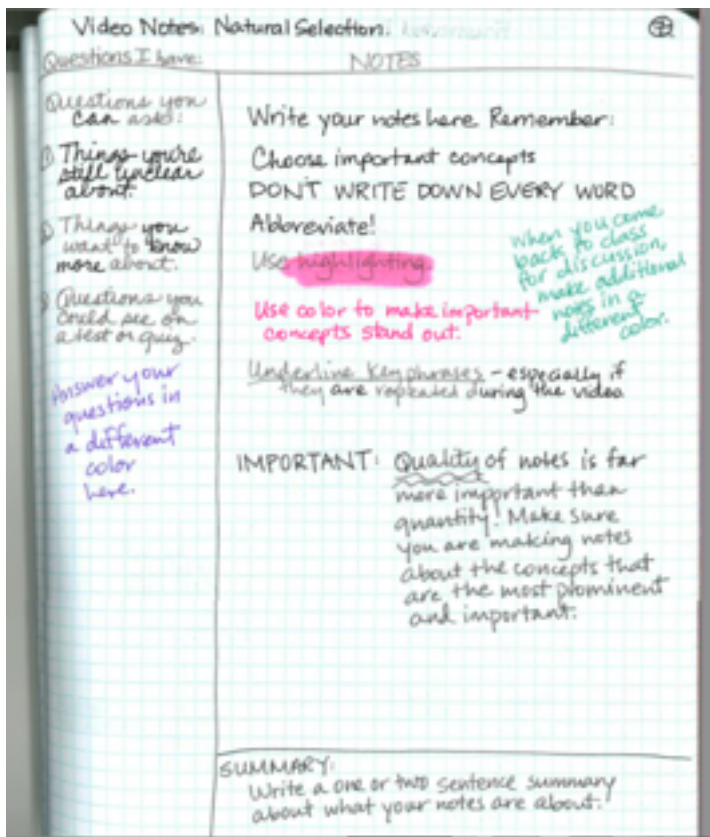 Video Notes: Natural Selection.
Questions I have:
NOTES
Questions you
can ask:
Things you're
still unclear
about.
Things you
want to know
more about.
Questions you
could see on
a test or quiz.
Answer your
questions in
a different
color
here.
Write your notes here. Remember:
Choose important concepts
DON'T WRITE DOWN EVERY WORD
Abbreviate!
Use highlighting.
Use color to make important
concepts stand out.
When you come
back to class
for discussion,
make additional
notes in a
different
color.
Underline key phrases - especially if
they are repeated during the video
IMPORTANT: Quality of notes is far
more important than
quantity! Make sure
you are making notes
about the concepts that
are the most prominent
and important.
SUMMARY:
Write a one or two sentence summary
about what your notes are about.